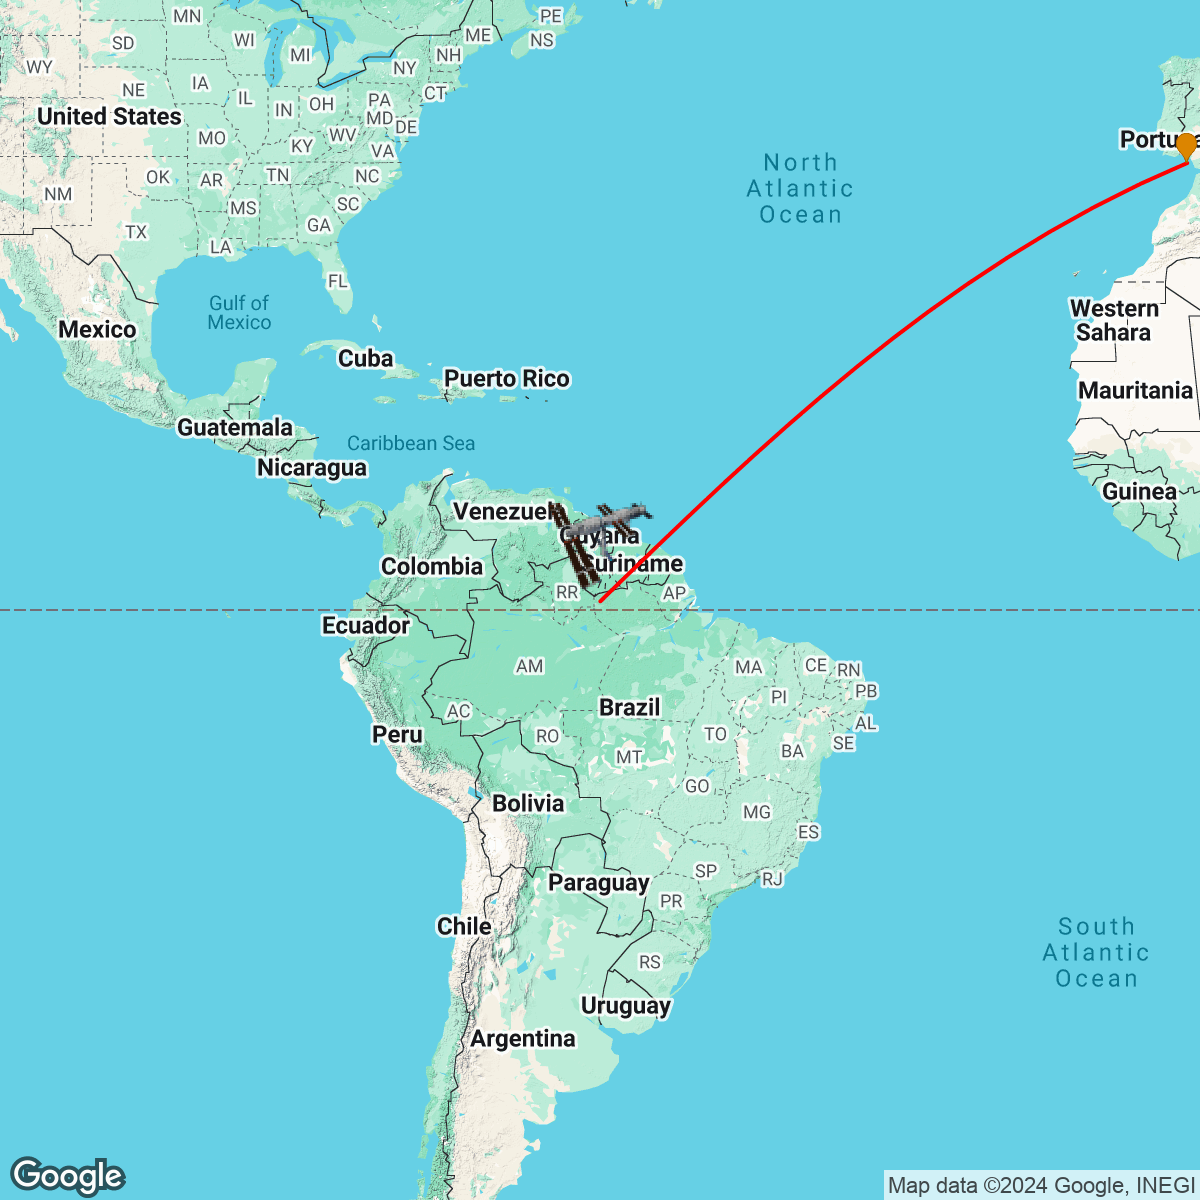 MN
PE
ME
NS
SD
WI
MI
NH
WY
NY
IA
NE
IL
IN
OH
PA
CT
United States
MD
DE
MO
WV
KY
VA
Portuga
OK
AR
TN
NC
NM
MS
SC
North
Atlantic
Ocean
TX
GA
LA
FL
Gulf of
Mexico
Western
Sahara
Mexico
Cuba
Puerto Rico
Mauritania
Guatemala
Caribbean Sea
Nicaragua
Guinea
Venezuel
Guyana
Colombia
Suriname
RR
AP
Ecuador
AM
MA
CE
RN
PI
PB
AC
Brazil
AL
Peru
RO
TO
SE
MT
BA
GO
Bolivia
MG
ES
SP
RJ
Paraguay
PR
Chile
South
Atlantic
Ocean
RS
Uruguay
Argentina
Google
Map data ©2024 Google, INEGI